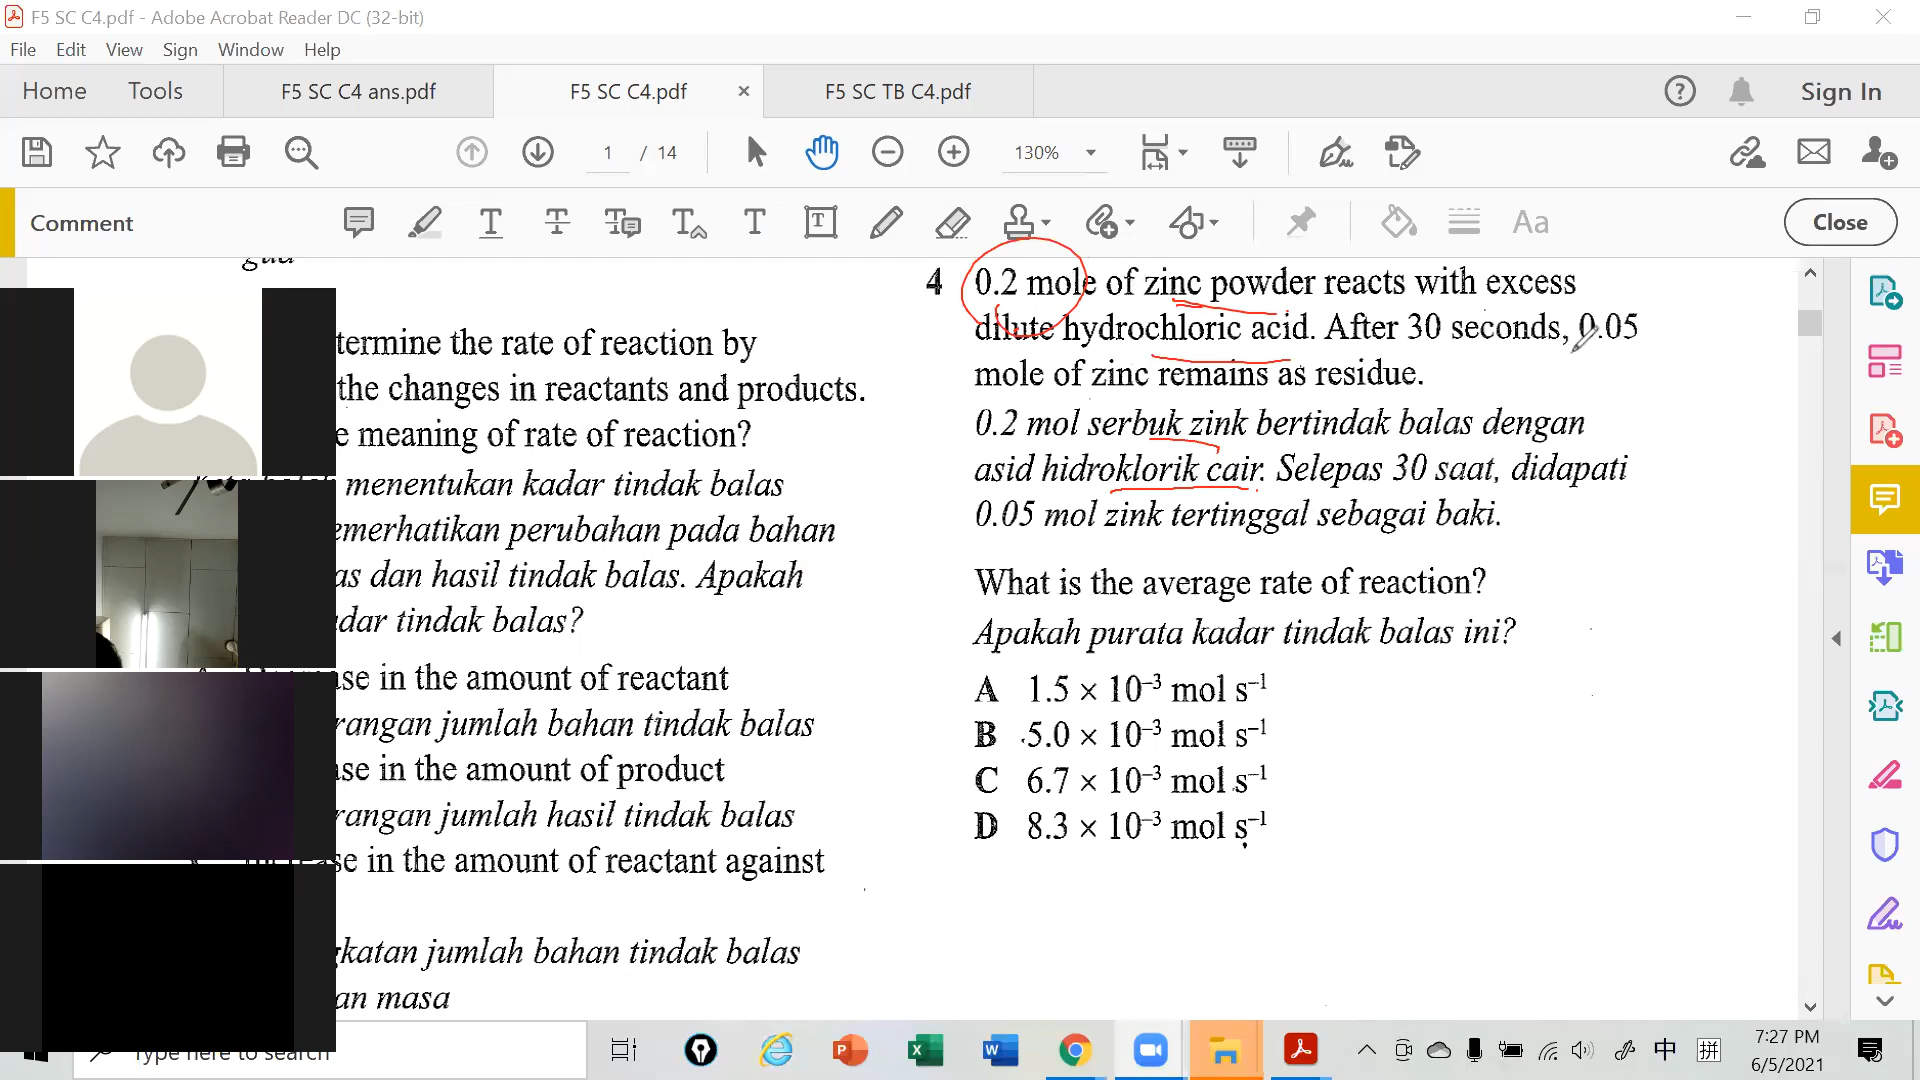 F5 SC C4.pdf - Adobe Acrobat Reader DC (32-bit)
File Edit View Sign Window Help
Home Tools F5 SC C4 ans.pdf F5 SC C4.pdf × F5 SC TB C4.pdf Sign In
1 / 14 130%
Comment Close
termine the rate of reaction by
the changes in reactants and products.
meaning of rate of reaction?
menentukan kadar tindak balas
emerhatikan perubahan pada bahan
as dan hasil tindak balas. Apakah
dar tindak balas?
se in the amount of reactant
rangan jumlah bahan tindak balas
se in the amount of product
rangan jumlah hasil tindak balas
se in the amount of reactant against
katan jumlah bahan tindak balas
an masa
4 0.2 mole of zinc powder reacts with excess
dilute hydrochloric acid. After 30 seconds, 0.05
mole of zinc remains as residue.
0.2 mol serbuk zink bertindak balas dengan
asid hidroklorik cair. Selepas 30 saat, didapati
0.05 mol zink tertinggal sebagai baki.
What is the average rate of reaction?
Apakah purata kadar tindak balas ini?
A 1.5 × 10⁻³ mol s⁻¹
B 5.0 × 10⁻³ mol s⁻¹
C 6.7 × 10⁻³ mol s⁻¹
D 8.3 × 10⁻³ mol s⁻¹
Type here to search
中 拼
7:27 PM
6/5/2021